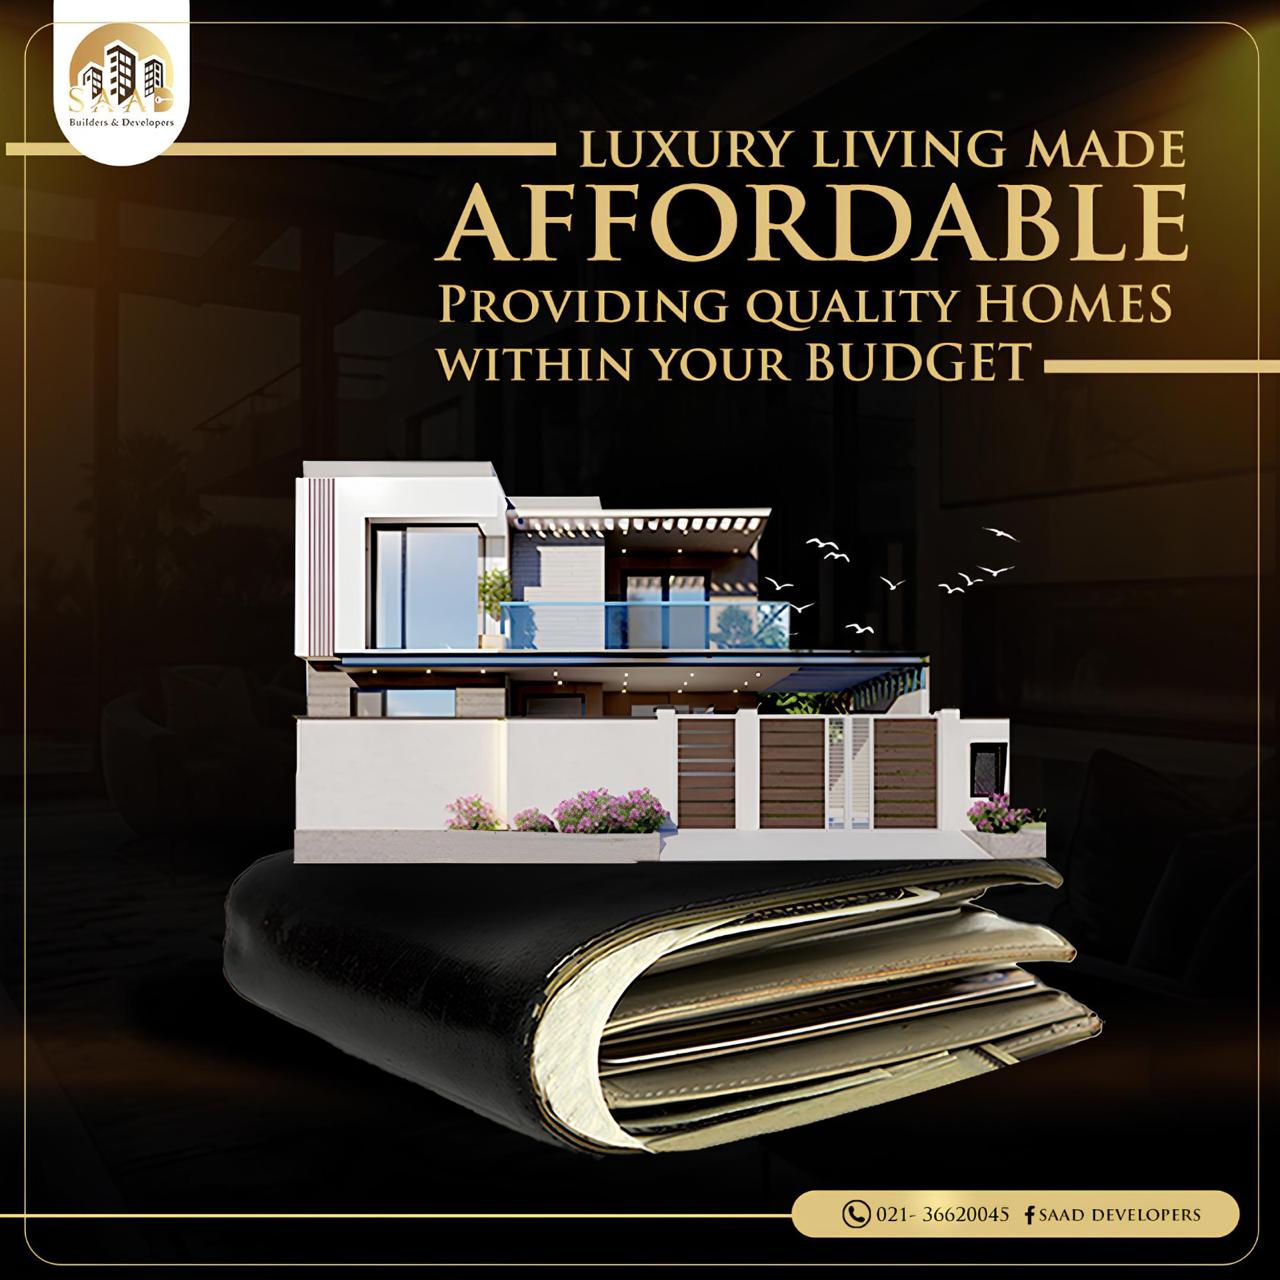 SAAD
Builders & Developers
LUXURY LIVING MADE
AFFORDABLE
PROVIDING QUALITY HOMES
WITHIN YOUR BUDGET
021- 36620045 SAAD DEVELOPERS